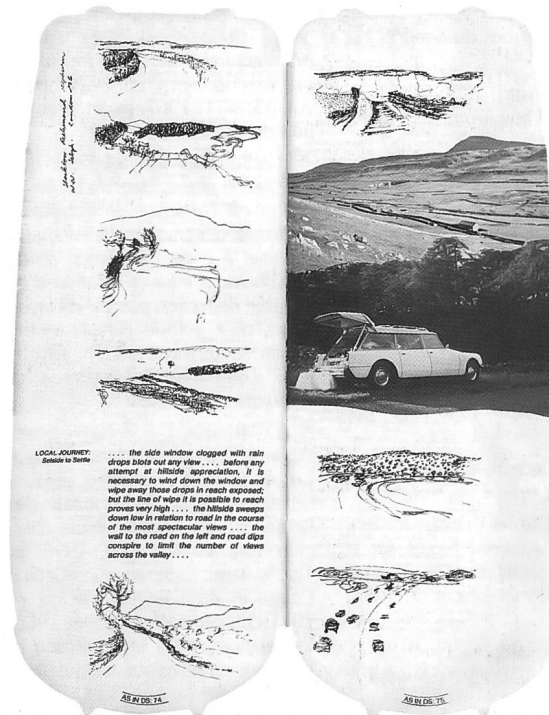 LOCAL JOURNEY:
Selside to Settle
. . . . the side window clogged with rain
drops blots out any view . . . . before any
attempt at hillside appreciation, it is
necessary to wind down the window and
wipe away those drops in reach exposed;
but the line of wipe it is possible to reach
proves very high . . . . the hillside sweeps
down low in relation to road in the course
of the most spectacular views . . . . the
wall to the road on the left and road dips
conspire to limit the number of views
across the valley . . . .
AS IN DS: 74
AS IN DS: 75